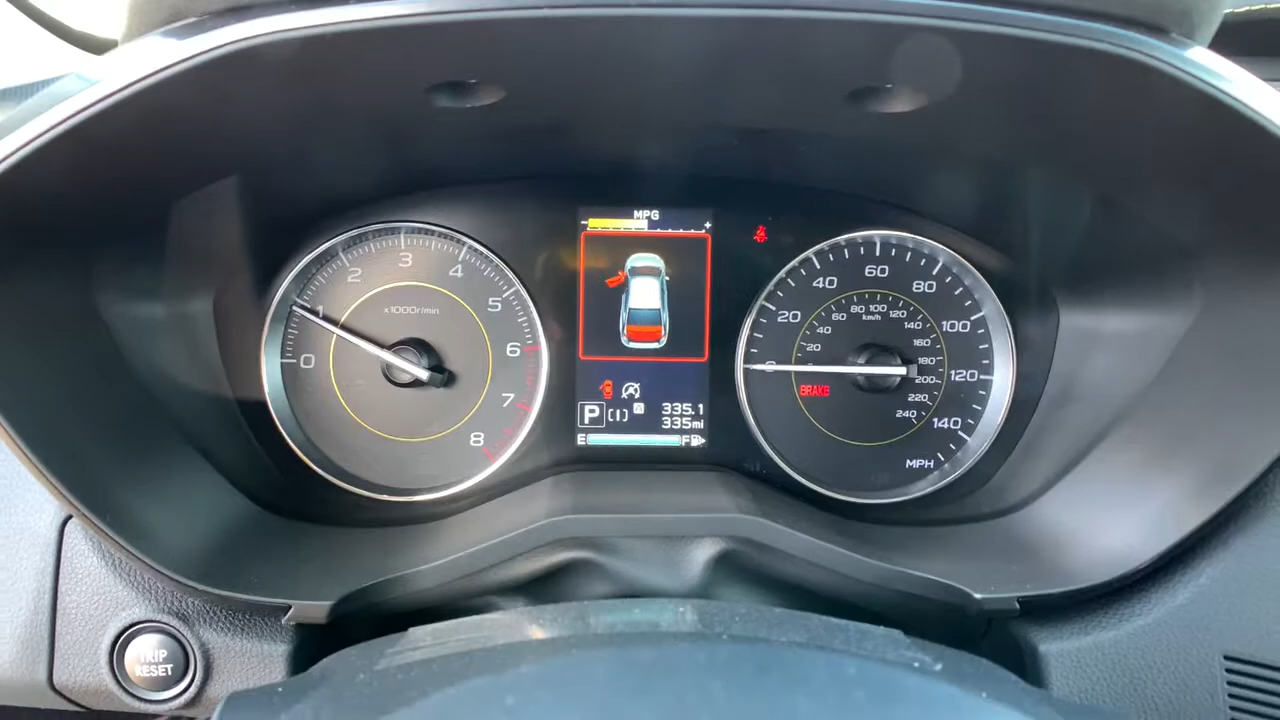 MPG
- +
0 1 2 3 4 5 6 7 8
x1000r/min
P [I] A
335.1
335mi
E F
0 20 40 60 80 100 120 140
MPH
20 40 60 80 100 120 140 160 180 200 220 240
km/h
BRAKE
TRIP
RESET